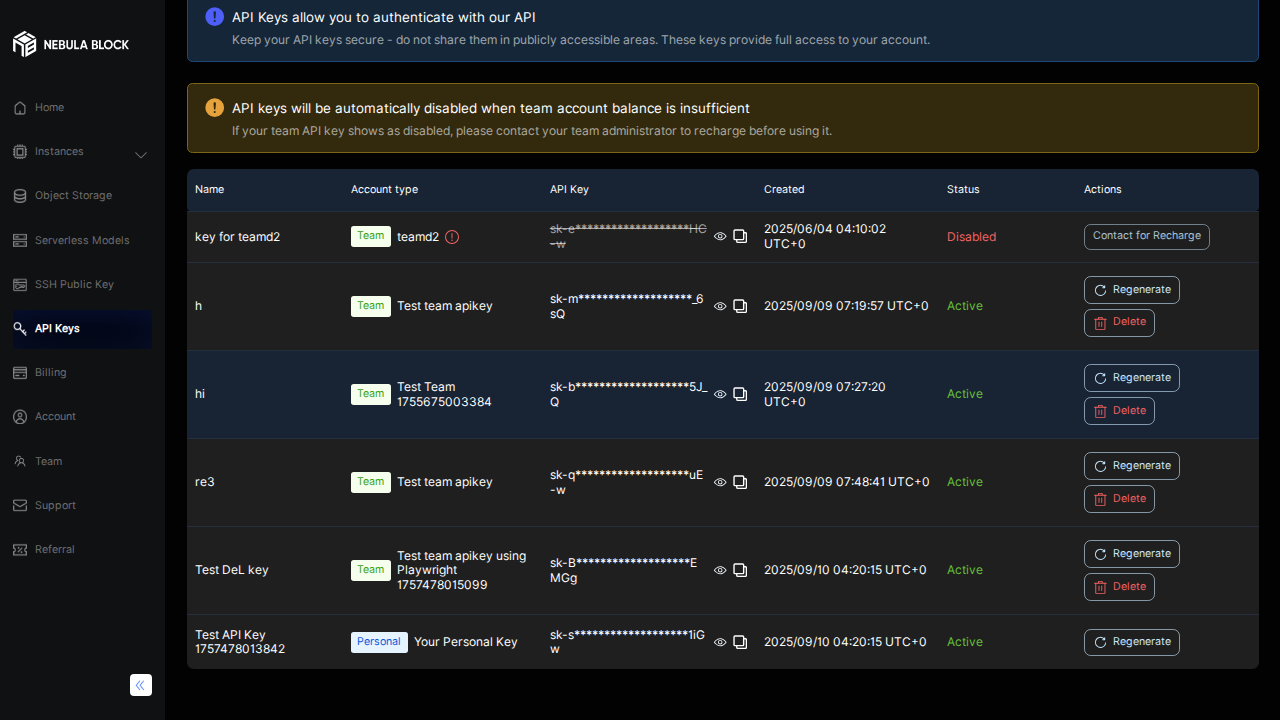 NEBULA BLOCK
Home
Instances
Object Storage
Serverless Models
SSH Public Key
API Keys
Billing
Account
Team
Support
Referral
API Keys allow you to authenticate with our API
Keep your API keys secure - do not share them in publicly accessible areas. These keys provide full access to your account.
API keys will be automatically disabled when team account balance is insufficient
If your team API key shows as disabled, please contact your team administrator to recharge before using it.
Name Account type API Key Created Status Actions
key for teamd2 Team teamd2 sk-e********************HC
-w 2025/06/04 04:10:02
UTC+0 Disabled Contact for Recharge
h Team Test team apikey sk-m********************_6
sQ 2025/09/09 07:19:57 UTC+0 Active Regenerate
Delete
hi Team Test Team
1755675003384 sk-b********************5J_
Q 2025/09/09 07:27:20
UTC+0 Active Regenerate
Delete
re3 Team Test team apikey sk-q********************uE
-w 2025/09/09 07:48:41 UTC+0 Active Regenerate
Delete
Test DeL key Team Test team apikey using
Playwright
1757478015099 sk-B********************E
MGg 2025/09/10 04:20:15 UTC+0 Active Regenerate
Delete
Test API Key
1757478013842 Personal Your Personal Key sk-s********************1iG
w 2025/09/10 04:20:15 UTC+0 Active Regenerate